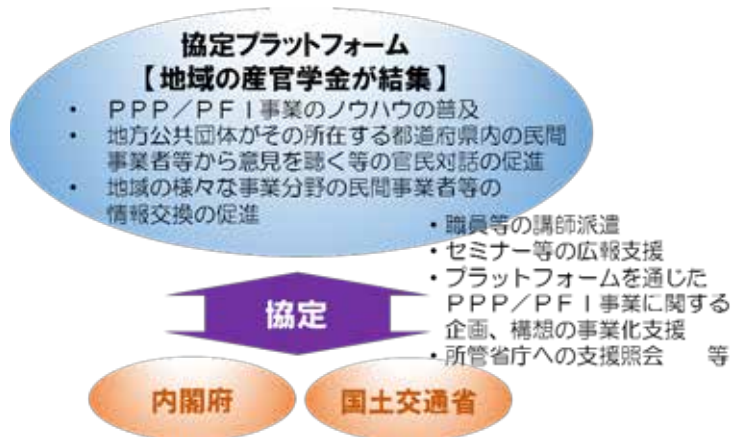 協定プラットフォーム
【地域の産官学金が結集】
・ ＰＰＰ／ＰＦＩ事業のノウハウの普及
・ 地方公共団体がその所在する都道府県内の民間
事業者等から意見を聴く等の官民対話の促進
・ 地域の様々な事業分野の民間事業者等の
情報交換の促進
・職員等の講師派遣
・セミナー等の広報支援
・プラットフォームを通じた
ＰＰＰ／ＰＦＩ事業に関する
企画、構想の事業化支援
・所管省庁への支援照会　等
協定
内閣府
国土交通省